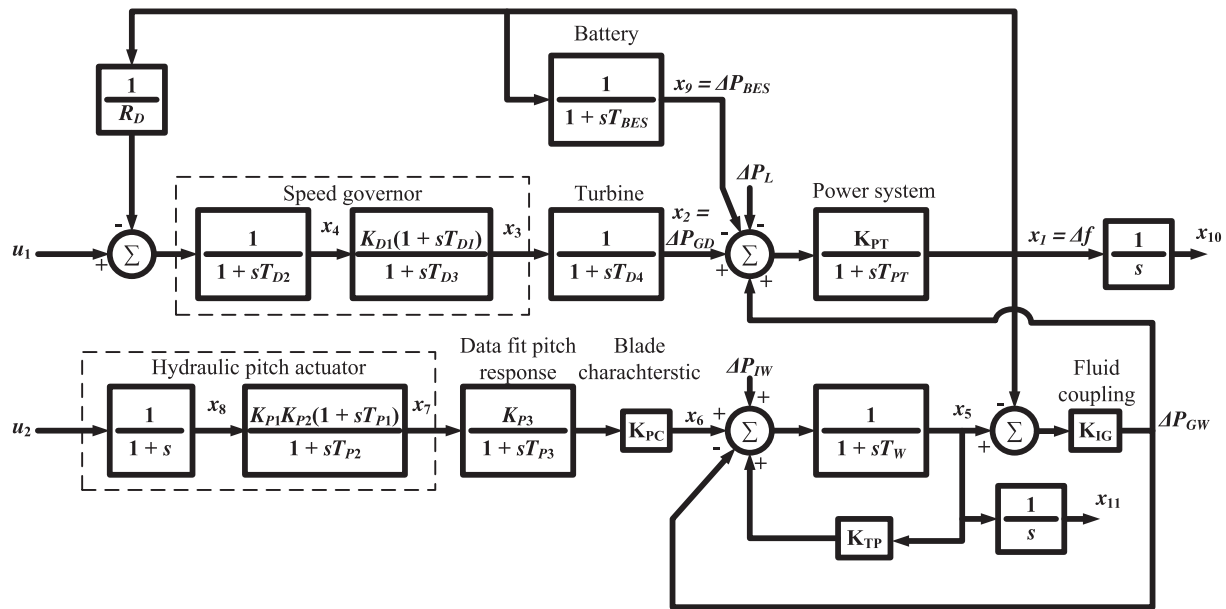 Battery
1
R_D
1
1 + sT_BES
x_9 = ΔP_BES
-
Speed governor
Turbine
ΔP_L
Power system
u_1
+
Σ
1
1 + sT_D2
x_4
K_D1(1 + sT_D1)
1 + sT_D3
x_3
1
1 + sT_D4
x_2 =
ΔP_GD
-
-
+
+
Σ
K_PT
1 + sT_PT
x_1 = Δf
1
s
x_10
Hydraulic pitch actuator
Data fit pitch
response
Blade
charachterstic
ΔP_IW
Fluid
coupling
u_2
1
1 + s
x_8
K_P1K_P2(1 + sT_P1)
1 + sT_P2
x_7
K_P3
1 + sT_P3
K_PC
x_6
+
+
-
+
Σ
1
1 + sT_W
x_5
-
+
Σ
K_IG
ΔP_GW
K_TP
1
s
x_11